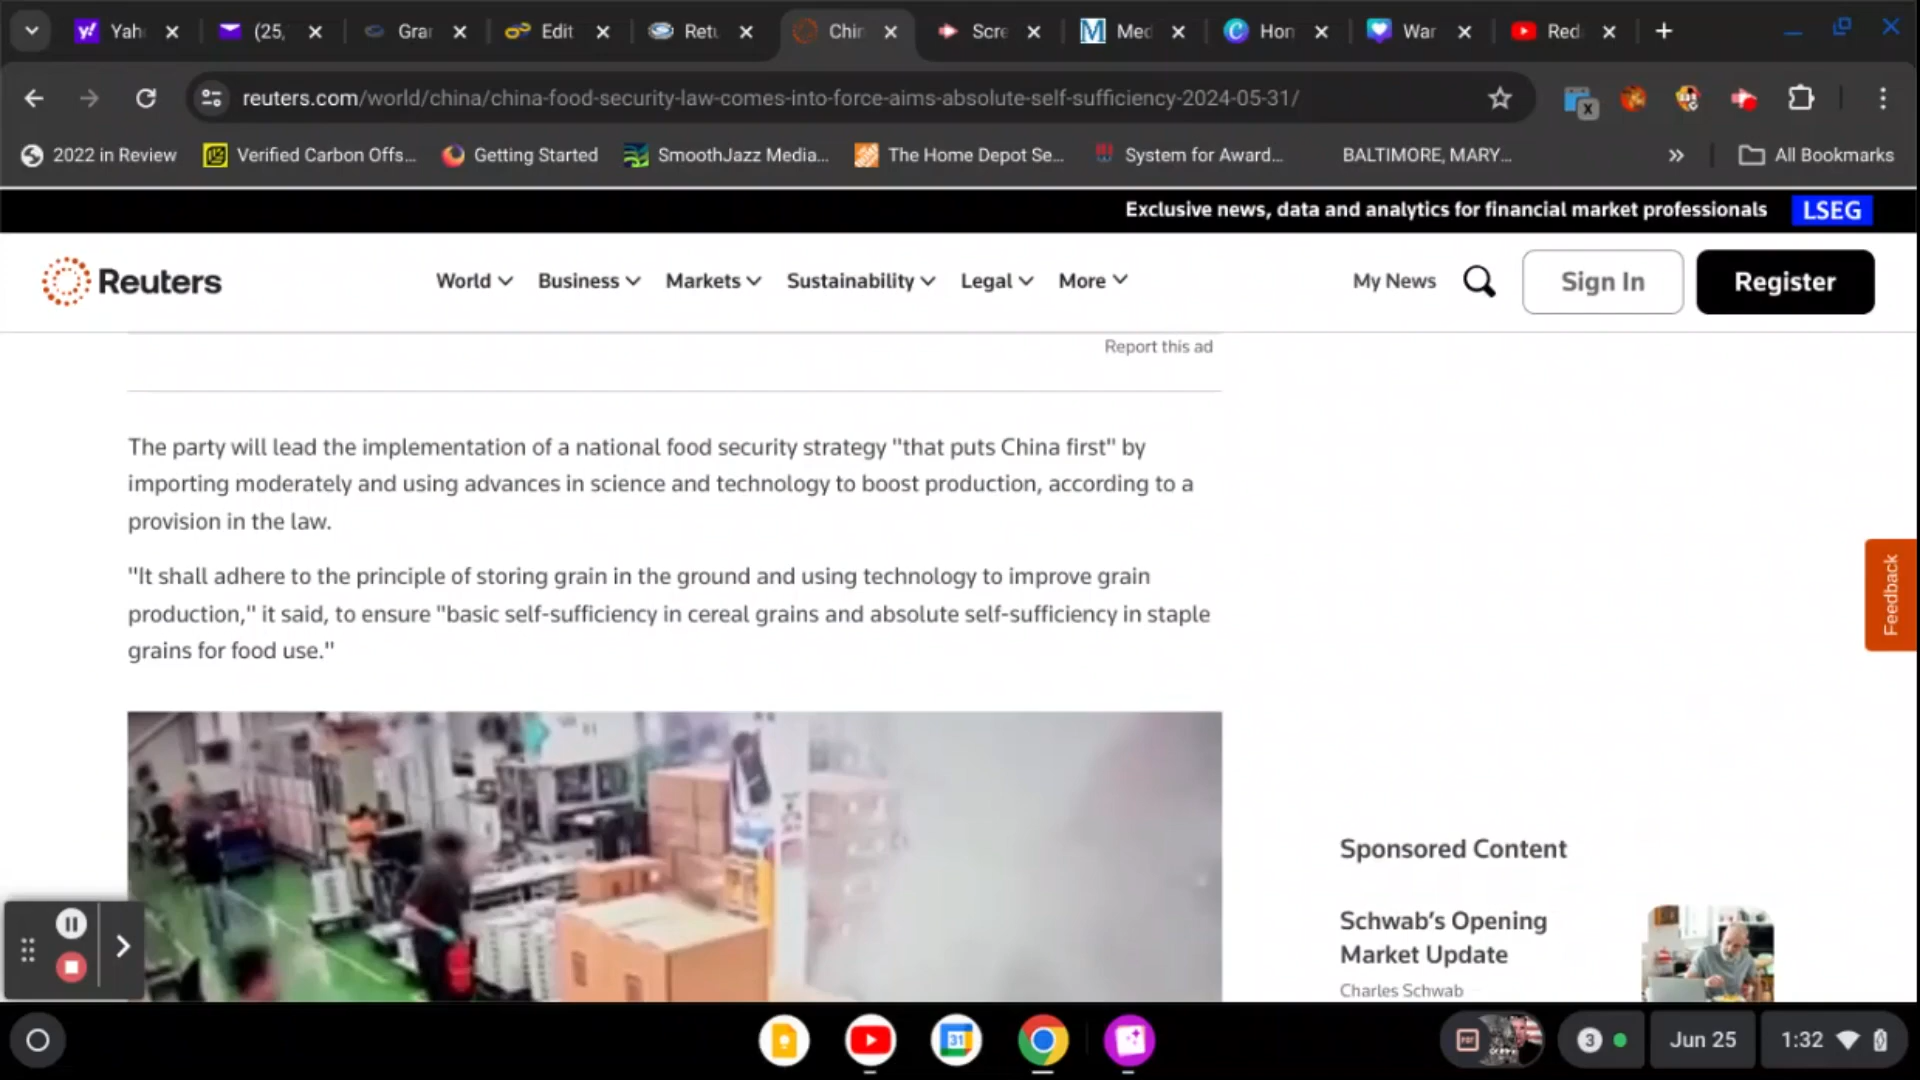 Yah
(25,
Grar
Edit
Retu
Chin
Scre
Med
Hon
War
Red
reuters.com/world/china/china-food-security-law-comes-into-force-aims-absolute-self-sufficiency-2024-05-31/
2022 in Review
Verified Carbon Offs...
Getting Started
SmoothJazz Media...
The Home Depot Se...
System for Award...
BALTIMORE, MARY...
All Bookmarks
Exclusive news, data and analytics for financial market professionals
LSEG
Reuters
World
Business
Markets
Sustainability
Legal
More
My News
Sign In
Register
Report this ad
The party will lead the implementation of a national food security strategy "that puts China first" by
importing moderately and using advances in science and technology to boost production, according to a
provision in the law.
"It shall adhere to the principle of storing grain in the ground and using technology to improve grain
production," it said, to ensure "basic self-sufficiency in cereal grains and absolute self-sufficiency in staple
grains for food use."
Feedback
Sponsored Content
Schwab's Opening
Market Update
Charles Schwab
31
3
Jun 25
1:32